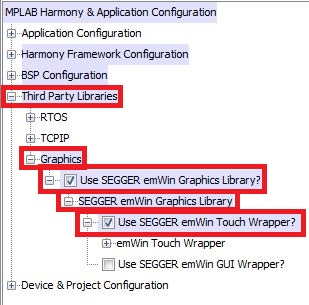 MPLAB Harmony & Application Configuration
Application Configuration
Harmony Framework Configuration
BSP Configuration
Third Party Libraries
RTOS
TCPIP
Graphics
Use SEGGER emWin Graphics Library?
SEGGER emWin Graphics Library
Use SEGGER emWin Touch Wrapper?
emWin Touch Wrapper
Use SEGGER emWin GUI Wrapper?
Device & Project Configuration